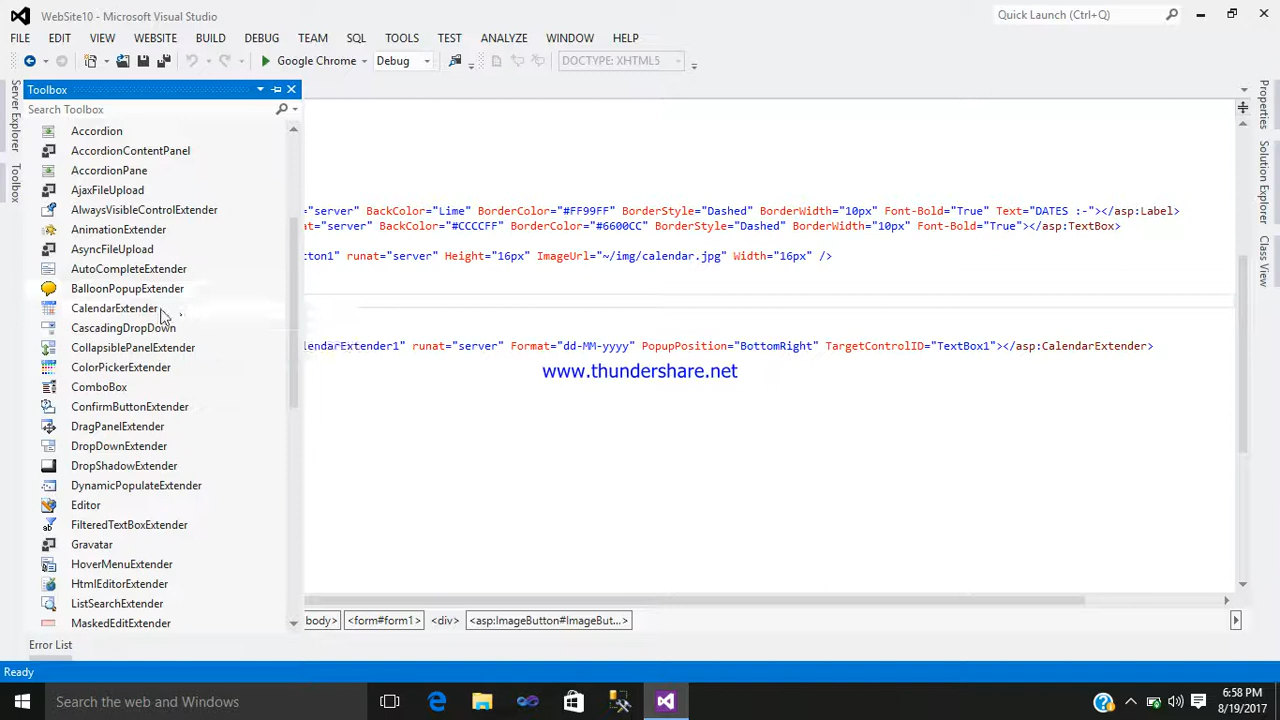 WebSite10 - Microsoft Visual Studio
Quick Launch (Ctrl+Q)
FILE EDIT VIEW WEBSITE BUILD DEBUG TEAM SQL TOOLS TEST ANALYZE WINDOW HELP
Google Chrome Debug DOCTYPE: XHTML5
Toolbox
Search Toolbox
Server Explorer
Toolbox
Accordion
AccordionContentPanel
AccordionPane
AjaxFileUpload
AlwaysVisibleControlExtender
AnimationExtender
AsyncFileUpload
AutoCompleteExtender
BalloonPopupExtender
CalendarExtender
CascadingDropDown
CollapsiblePanelExtender
ColorPickerExtender
ComboBox
ConfirmButtonExtender
DragPanelExtender
DropDownExtender
DropShadowExtender
DynamicPopulateExtender
Editor
FilteredTextBoxExtender
Gravatar
HoverMenuExtender
HtmlEditorExtender
ListSearchExtender
MaskedEditExtender
="server" BackColor="Lime" BorderColor="#FF99FF" BorderStyle="Dashed" BorderWidth="10px" Font-Bold="True" Text="DATES :-"></asp:Label>
at="server" BackColor="#CCCCFF" BorderColor="#6600CC" BorderStyle="Dashed" BorderWidth="10px" Font-Bold="True"></asp:TextBox>
tton1" runat="server" Height="16px" ImageUrl="~/img/calendar.jpg" Width="16px" />
lendarExtender1" runat="server" Format="dd-MM-yyyy" PopupPosition="BottomRight" TargetControlID="TextBox1"></asp:CalendarExtender>
www.thundershare.net
Properties
Solution Explorer
Class View
body> <form#form1> <div> <asp:ImageButton#ImageBut...>
Error List
Ready
Search the web and Windows
6:58 PM
8/19/2017